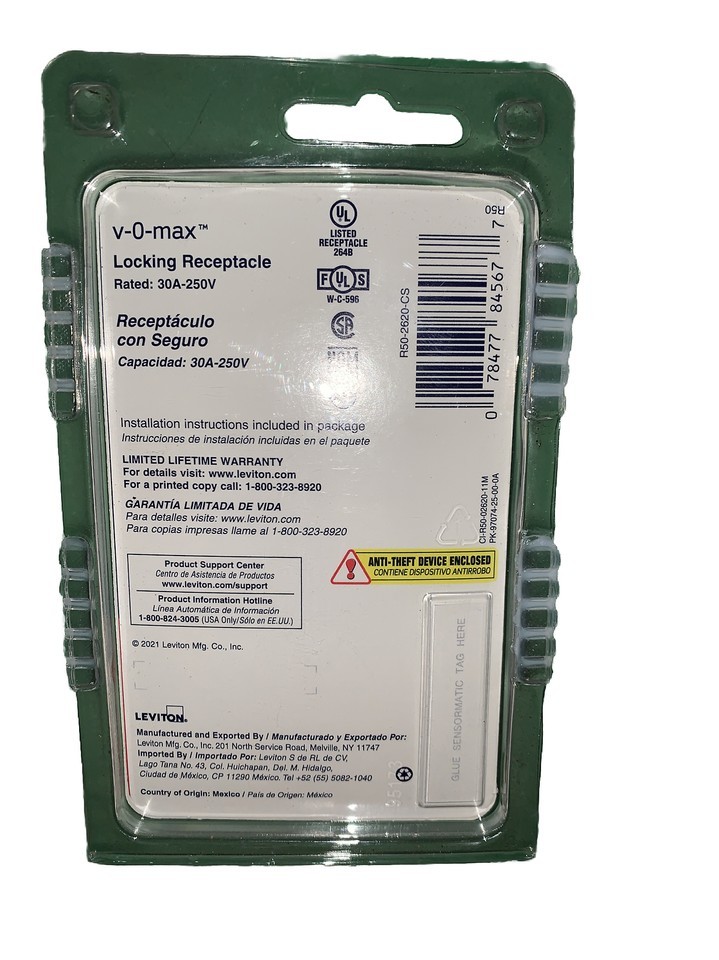 v-0-max™
Locking Receptacle
Rated: 30A-250V
Receptáculo
con Seguro
Capacidad: 30A-250V
UL
LISTED
RECEPTACLE
264B
F UL S
W-C-596
SA
NOM
R50-2620-CS
0 78477 84567 7
R50
Installation instructions included in package
Instrucciones de instalación incluidas en el paquete
LIMITED LIFETIME WARRANTY
For details visit: www.leviton.com
For a printed copy call: 1-800-323-8920
GARANTÍA LIMITADA DE VIDA
Para detalles visite: www.leviton.com
Para copias impresas llame al 1-800-323-8920
CI-R50-02620-11M
PK-97074-25-00-0A
Product Support Center
Centro de Asistencia de Productos
www.leviton.com/support
Product Information Hotline
Línea Automática de Información
1-800-824-3005 (USA Only/Sólo en EE.UU.)
ANTI-THEFT DEVICE ENCLOSED
CONTIENE DISPOSITIVO ANTIRROBO
© 2021 Leviton Mfg. Co., Inc.
GLUE SENSORMATIC TAG HERE
LEVITON®
Manufactured and Exported By / Manufacturado y Exportado Por:
Leviton Mfg. Co., Inc. 201 North Service Road, Melville, NY 11747
Imported By / Importado Por: Leviton S de RL de CV,
Lago Tana No. 43, Col. Huichapan, Del. M. Hidalgo,
Ciudad de México, CP 11290 México. Tel +52 (55) 5082-1040
Country of Origin: Mexico / País de Origen: México